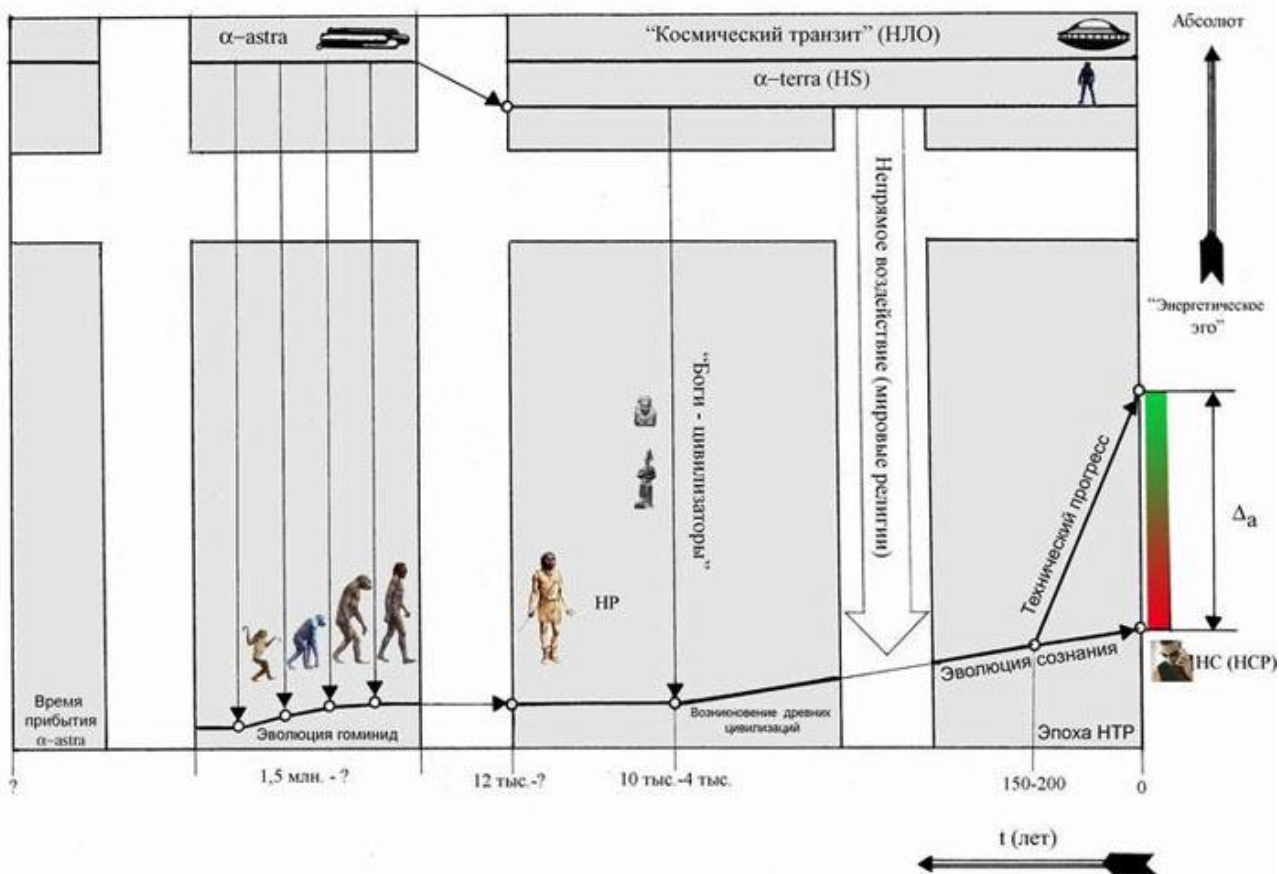 α–astra
“Космический транзит” (НЛО)
α–terra (HS)
Абсолют
“Энергетическое
эго”
Непрямое воздействие (мировые религии)
“Боги - цивилизаторы”
Технический прогресс
Δa
HP
Эволюция сознания
НС (НСР)
Время
прибытия
α–astra
Эволюция гоминид
Возникновение древних
цивилизаций
Эпоха НТР
?
1,5 млн. - ?
12 тыс.-?
10 тыс.-4 тыс.
150-200
0
t (лет)